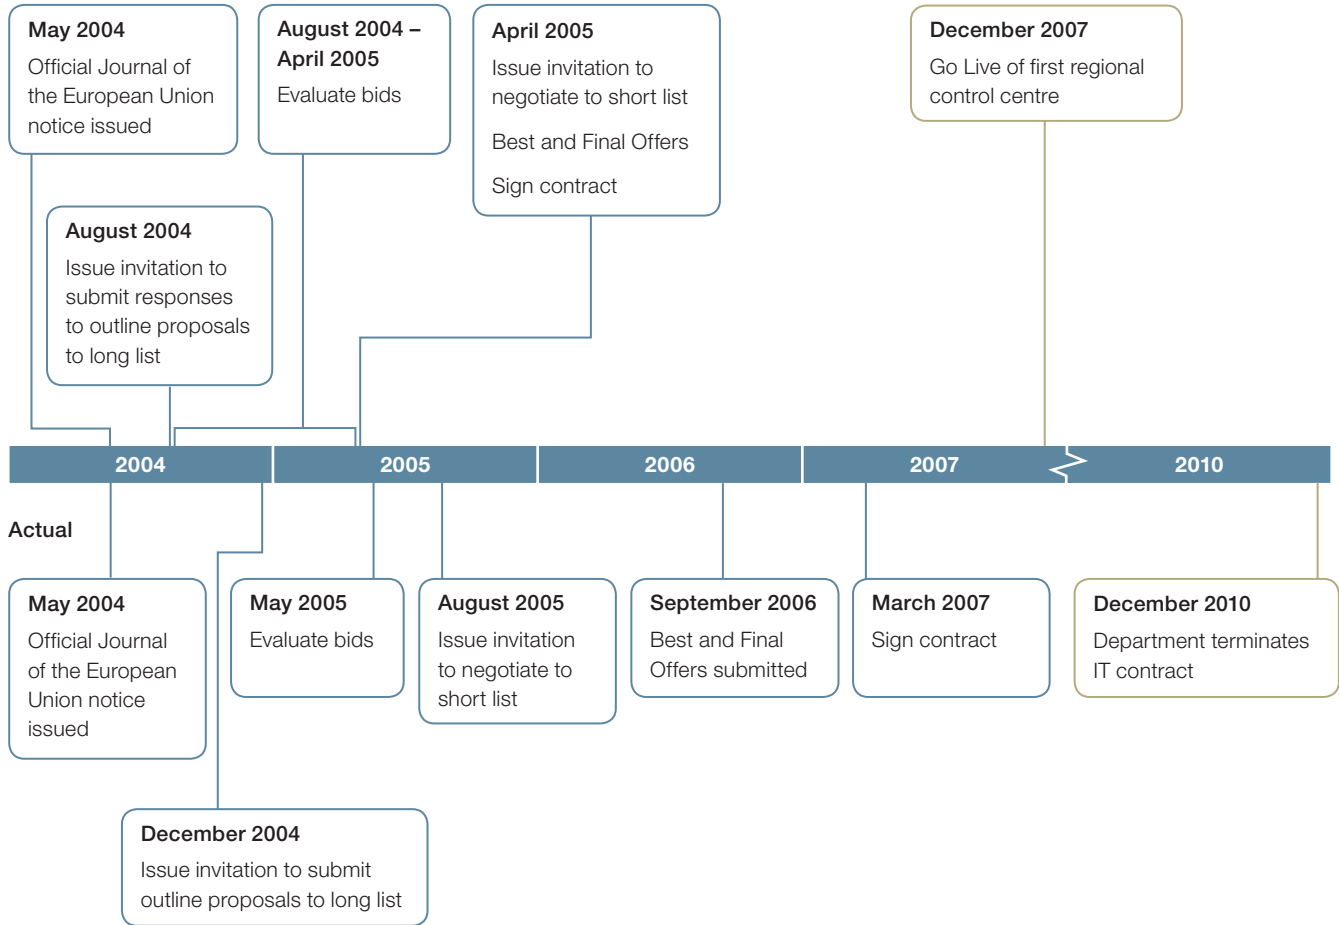 May 2004
Official Journal of
the European Union
notice issued
August 2004 –
April 2005
Evaluate bids
April 2005
Issue invitation to
negotiate to short list
Best and Final Offers
Sign contract
December 2007
Go Live of first regional
control centre
August 2004
Issue invitation to
submit responses
to outline proposals
to long list
2004
2005
2006
2007
2010
Actual
May 2004
Official Journal
of the European
Union notice
issued
May 2005
Evaluate bids
August 2005
Issue invitation
to negotiate to
short list
September 2006
Best and Final
Offers submitted
March 2007
Sign contract
December 2010
Department terminates
IT contract
December 2004
Issue invitation to submit
outline proposals to long list